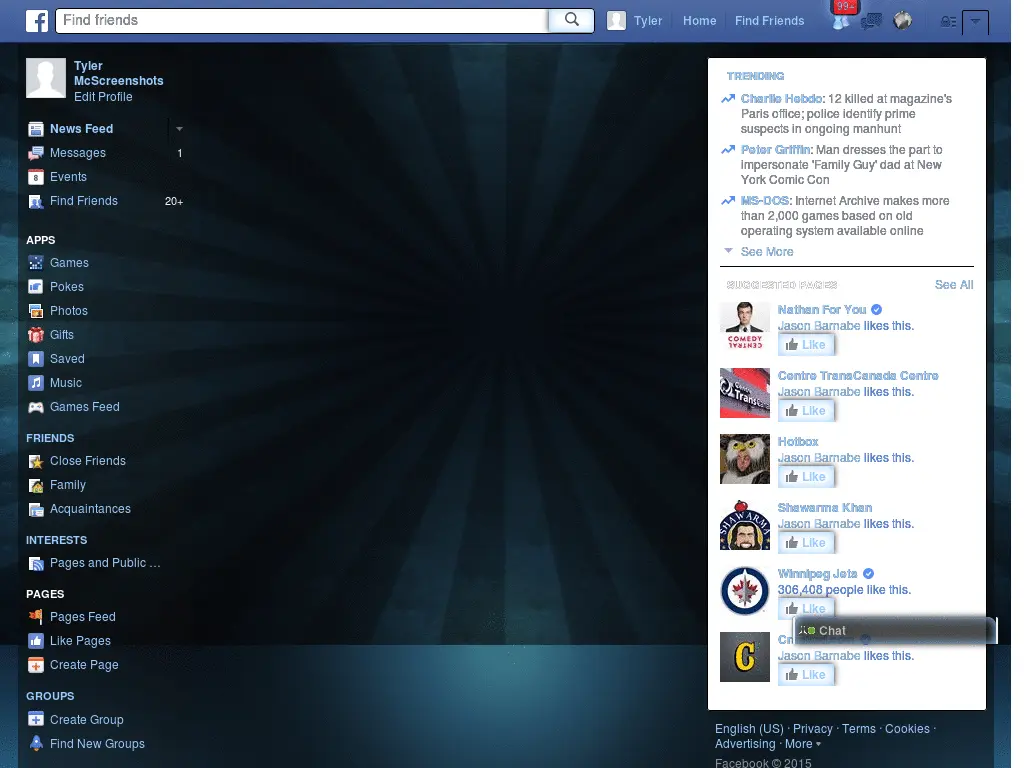 Find friends
Tyler
Home
Find Friends
99+
Tyler
McScreenshots
Edit Profile
News Feed
Messages 1
Events
Find Friends 20+
APPS
Games
Pokes
Photos
Gifts
Saved
Music
Games Feed
FRIENDS
Close Friends
Family
Acquaintances
INTERESTS
Pages and Public …
PAGES
Pages Feed
Like Pages
Create Page
GROUPS
Create Group
Find New Groups
TRENDING
Charlie Hebdo: 12 killed at magazine's
Paris office; police identify prime
suspects in ongoing manhunt
Peter Griffin: Man dresses the part to
impersonate 'Family Guy' dad at New
York Comic Con
MS-DOS: Internet Archive makes more
than 2,000 games based on old
operating system available online
See More
SUGGESTED PAGES See All
Nathan For You
Jason Barnabe likes this.
Like
COMEDY
CENTRAL
Centre TransCanada Centre
Jason Barnabe likes this.
Like
Hotbox
Jason Barnabe likes this.
Like
Shawarma Khan
Jason Barnabe likes this.
Like
SHAWARMA
Winnipeg Jets
306,408 people like this.
Like
Chat
Jason Barnabe likes this.
Like
C
English (US) · Privacy · Terms · Cookies ·
Advertising · More
Facebook © 2015